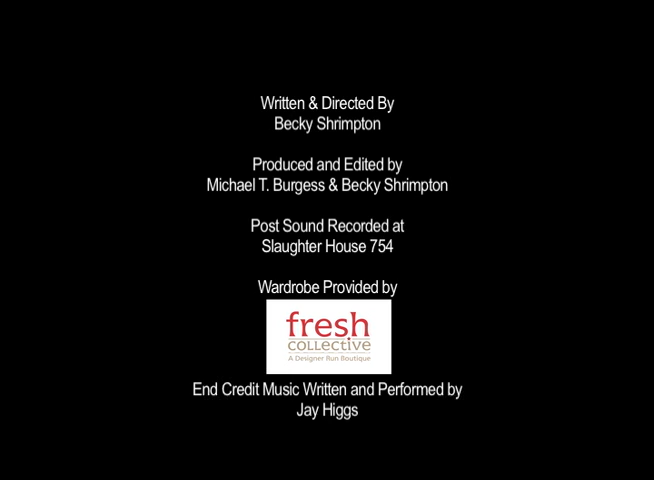 Written & Directed By
Becky Shrimpton
Produced and Edited by
Michael T. Burgess & Becky Shrimpton
Post Sound Recorded at
Slaughter House 754
Wardrobe Provided by
fresh
COLLECTIVE
A Designer Run Boutique
End Credit Music Written and Performed by
Jay Higgs